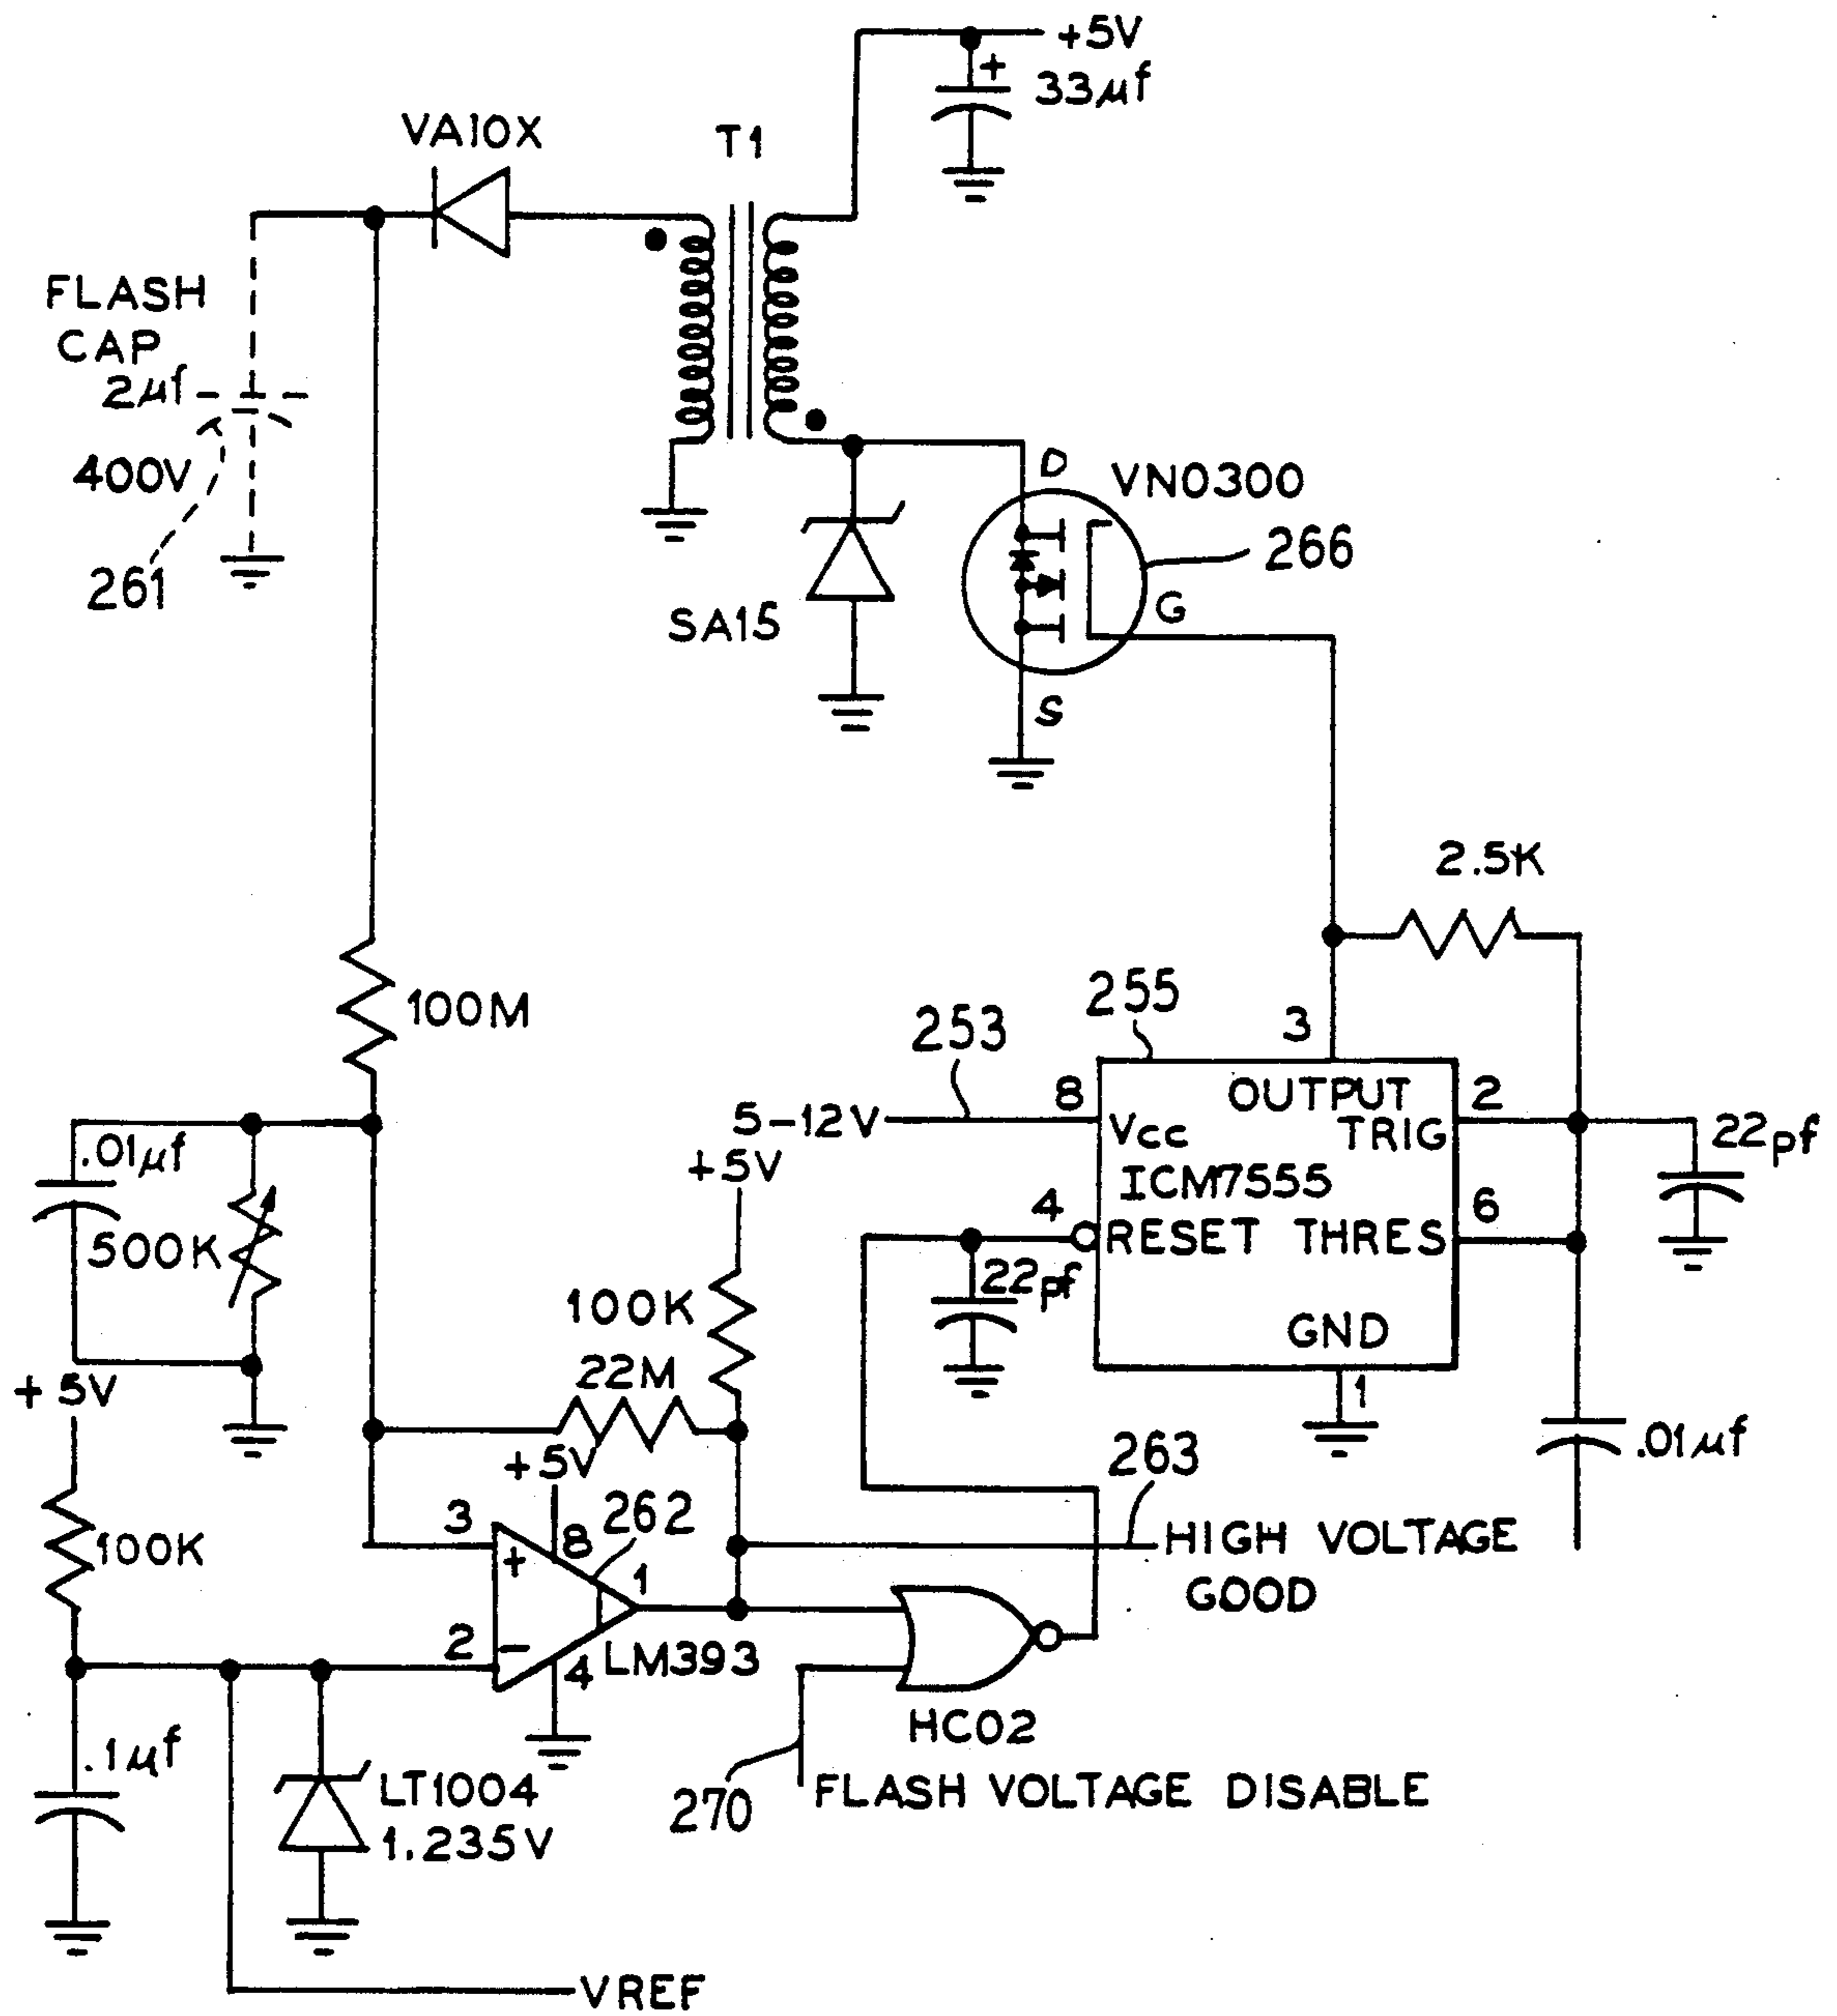 +5V
33µf
VA10X
T1
FLASH
CAP
2µf
400V
261
D
VN0300
266
G
SA15
S
2.5K
100M
253
255
3
5-12V
8
OUTPUT
2
Vcc
TRIG
22pf
.01µf
+5V
ICM7555
4
6
500K
RESET
THRES
22pf
100K
GND
22M
1
+5V
+5V
263
.01µf
3
8
262
HIGH VOLTAGE
GOOD
100K
+
1
2
-
4
LM393
HC02
.1µf
LT1004
1.235V
270
FLASH VOLTAGE DISABLE
VREF